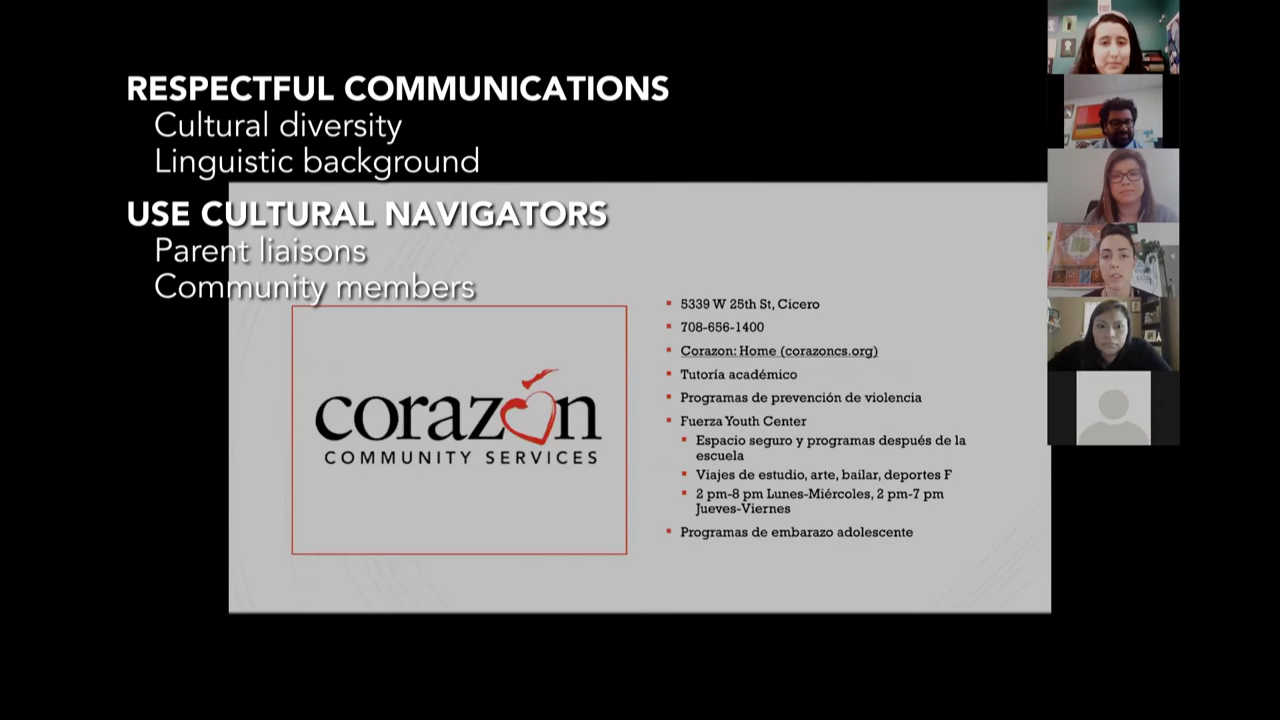 RESPECTFUL COMMUNICATIONS
Cultural diversity
Linguistic background
USE CULTURAL NAVIGATORS
Parent liaisons
Community members
corazón
COMMUNITY SERVICES
5339 W 25th St, Cicero
708-656-1400
Corazon: Home (corazoncs.org)
Tutoría académico
Programas de prevención de violencia
Fuerza Youth Center
Espacio seguro y programas después de la
escuela
Viajes de estudio, arte, bailar, deportes F
2 pm-8 pm Lunes-Miércoles, 2 pm-7 pm
Jueves-Viernes
Programas de embarazo adolescente